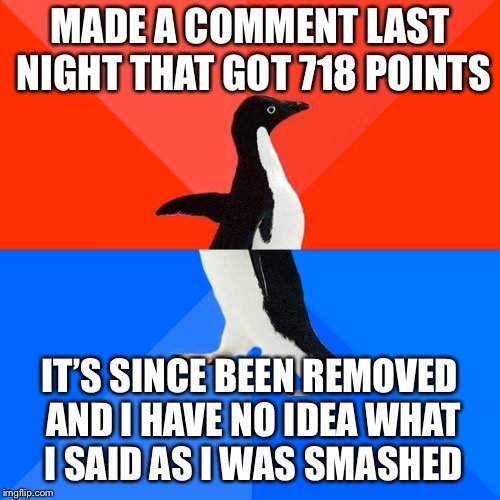 MADE A COMMENT LAST
NIGHT THAT GOT 718 POINTS
IT’S SINCE BEEN REMOVED
AND I HAVE NO IDEA WHAT
I SAID AS I WAS SMASHED
imgflip.com